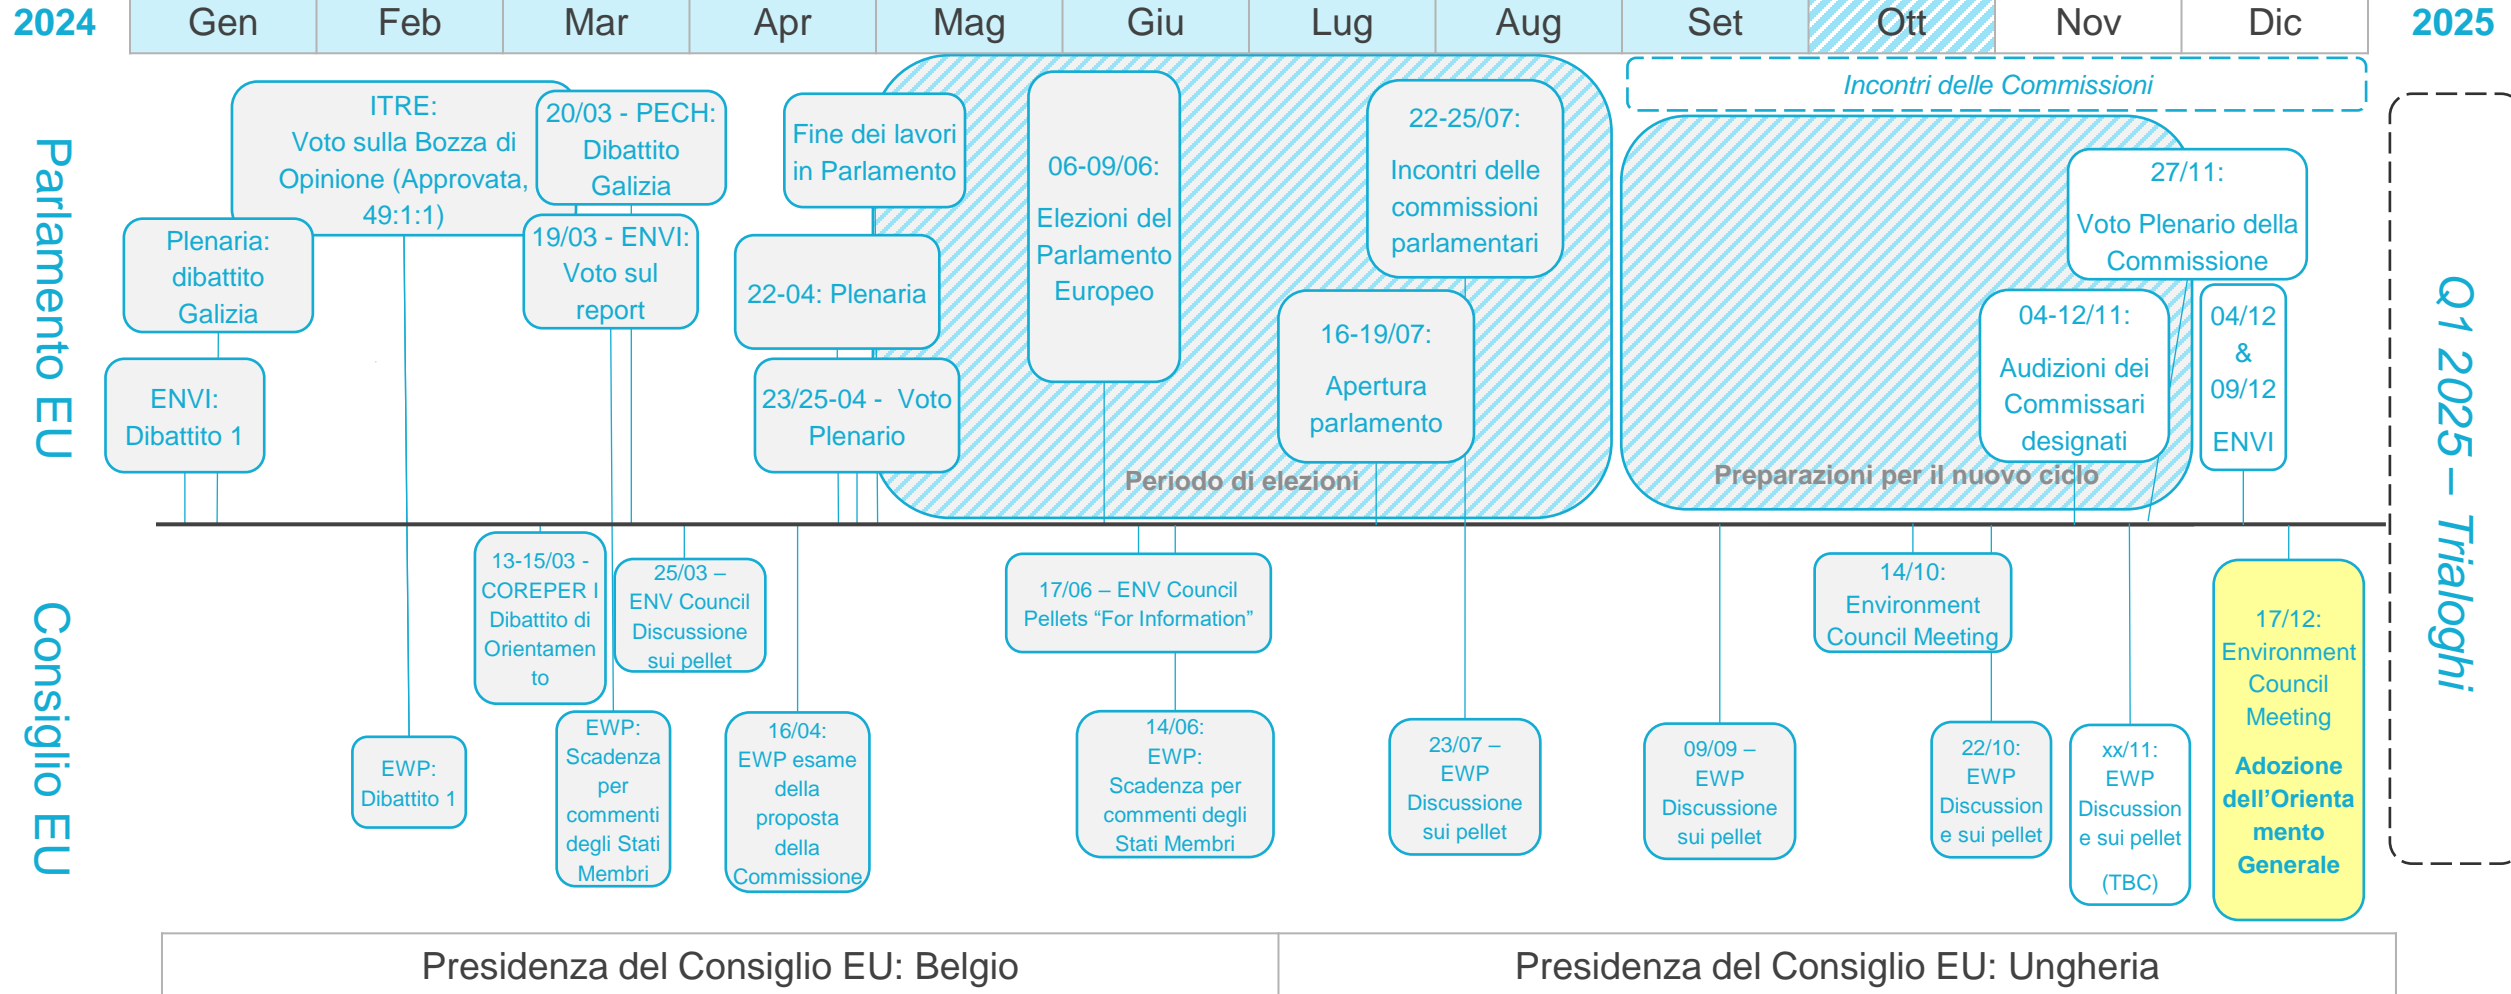 2024
Gen
Feb
Mar
Apr
Mag
Giu
Lug
Aug
Set
Ott
Nov
Dic
2025
Parlamento EU
ITRE:
Voto sulla Bozza di
Opinione (Approvata,
49:1:1)
Plenaria:
dibattito
Galizia
ENVI:
Dibattito 1
20/03 - PECH:
Dibattito
Galizia
19/03 - ENVI:
Voto sul
report
Fine dei lavori
in Parlamento
22-04: Plenaria
23/25-04 - Voto
Plenario
06-09/06:
Elezioni del
Parlamento
Europeo
22-25/07:
Incontri delle
commissioni
parlamentari
16-19/07:
Apertura
parlamento
Periodo di elezioni
Incontri delle Commissioni
27/11:
Voto Plenario della
Commissione
04-12/11:
Audizioni dei
Commissari
designati
04/12
&
09/12
ENVI
Preparazioni per il nuovo ciclo
Q1 2025 – Trialoghi
Consiglio EU
13-15/03 -
COREPER I
Dibattito di
Orientamen
to
25/03 –
ENV Council
Discussione
sui pellet
17/06 – ENV Council
Pellets “For Information”
14/10:
Environment
Council Meeting
17/12:
Environment
Council
Meeting
Adozione
dell’Orienta
mento
Generale
EWP:
Dibattito 1
EWP:
Scadenza
per
commenti
degli Stati
Membri
16/04:
EWP esame
della
proposta
della
Commissione
14/06:
EWP:
Scadenza per
commenti degli
Stati Membri
23/07 –
EWP
Discussione
sui pellet
09/09 –
EWP
Discussione
sui pellet
22/10:
EWP
Discussion
e sui pellet
xx/11:
EWP
Discussion
e sui pellet
(TBC)
Presidenza del Consiglio EU: Belgio
Presidenza del Consiglio EU: Ungheria